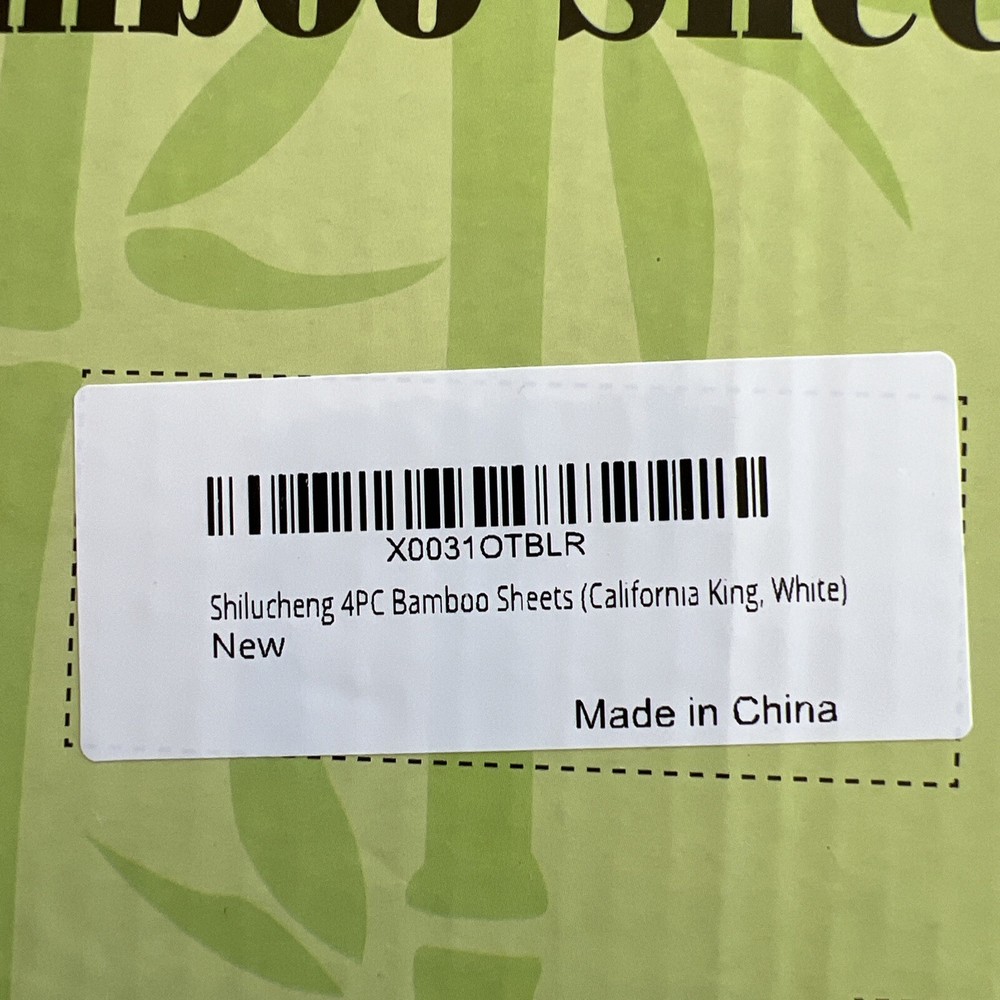 X0031OTBLR
Shilucheng 4PC Bamboo Sheets (California King, White)
New
Made in China